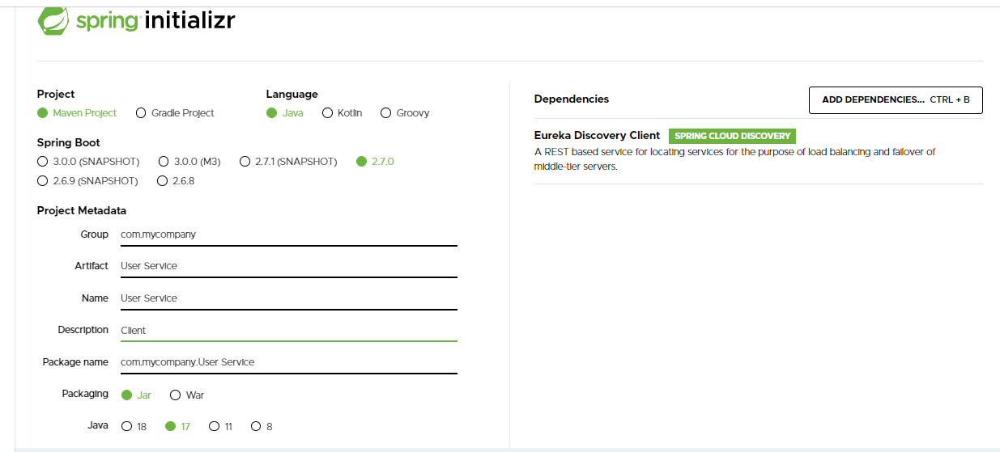 spring initializr
Project
Maven Project Gradle Project
Language
Java Kotlin Groovy
Spring Boot
3.0.0 (SNAPSHOT) 3.0.0 (M3) 2.7.1 (SNAPSHOT) 2.7.0
2.6.9 (SNAPSHOT) 2.6.8
Project Metadata
Group com.mycompany
Artifact User Service
Name User Service
Description Client
Package name com.mycompany.User Service
Packaging Jar War
Java 18 17 11 8
Dependencies
ADD DEPENDENCIES... CTRL + B
Eureka Discovery Client SPRING CLOUD DISCOVERY
A REST based service for locating services for the purpose of load balancing and failover of
middle-tier servers.